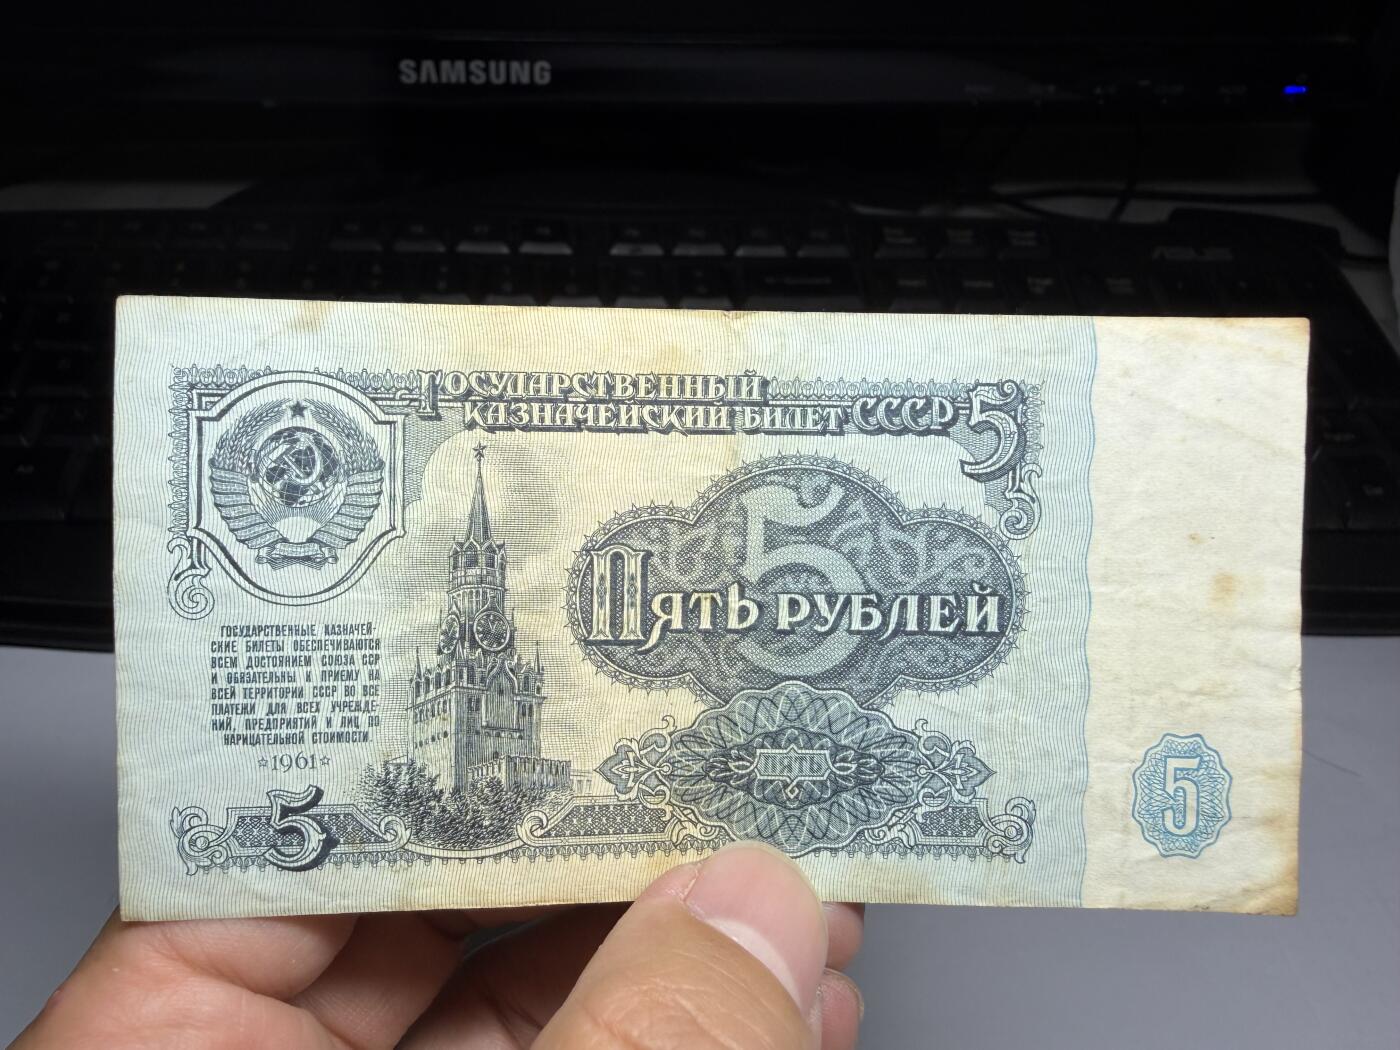 SAMSUNG
ASUS
ГОСУДАРСТВЕННЫЙ
КАЗНАЧЕЙСКИЙ БИЛЕТ СССР 5
5
ПЯТЬ РУБЛЕЙ
ГОСУДАРСТВЕННЫЕ КАЗНАЧЕЙ-
СКИЕ БИЛЕТЫ ОБЕСПЕЧИВАЮТСЯ
ВСЕМ ДОСТОЯНИЕМ СОЮЗА ССР
И ОБЯЗАТЕЛЬНЫ К ПРИЕМУ НА
ВСЕЙ ТЕРРИТОРИИ СССР ВО ВСЕ
ПЛАТЕЖИ ДЛЯ ВСЕХ УЧРЕЖДЕ-
НИЙ, ПРЕДПРИЯТИЙ И ЛИЦ ПО
НАРИЦАТЕЛЬНОЙ СТОИМОСТИ
☆1961☆
ПЯТЬ
5
5